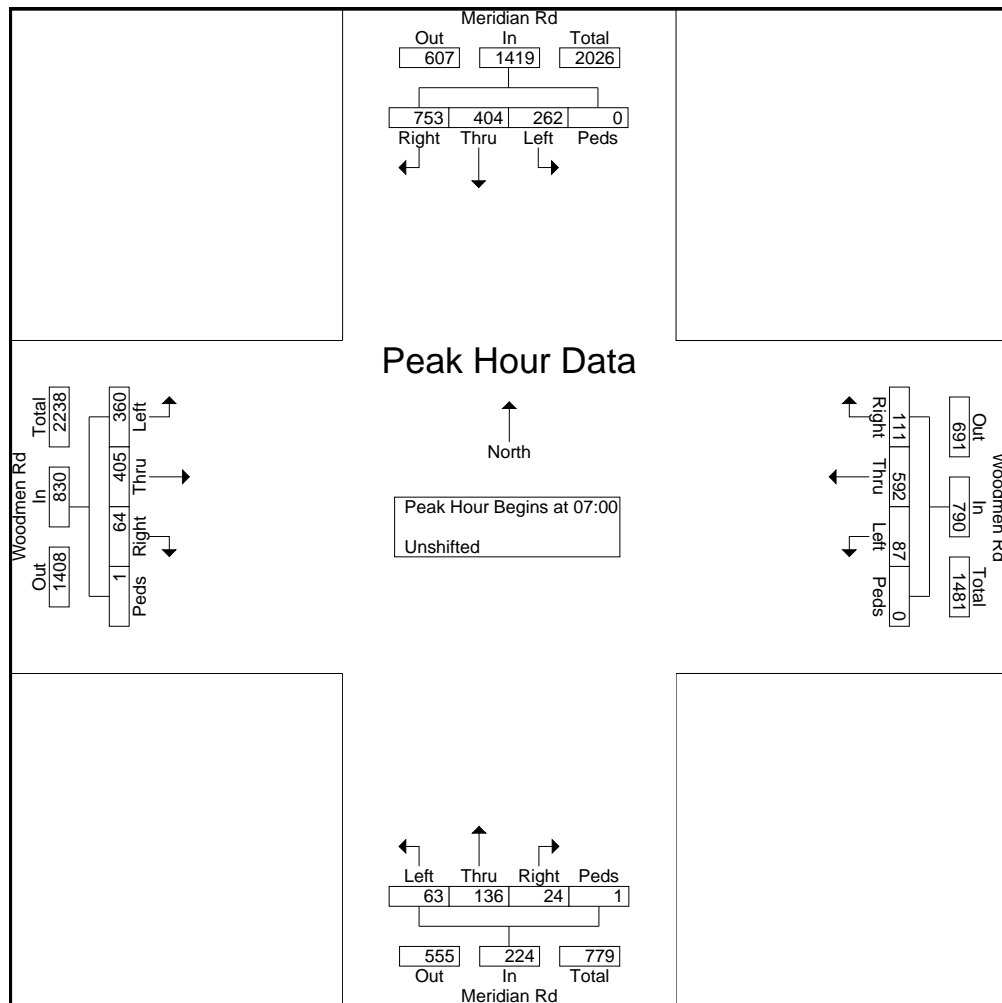 Meridian Rd
Out In Total
607 1419 2026
753 404 262 0
Right Thru Left Peds
Peak Hour Data
North
Peak Hour Begins at 07:00
Unshifted
Woodmen Rd
Total In Out
2238 830 1408
360 405 64 1
Left Thru Right Peds
Right Thru Left Peds
111 592 87 0
Out In Total
691 790 1481
Woodmen Rd
Left Thru Right Peds
63 136 24 1
555 224 779
Out In Total
Meridian Rd